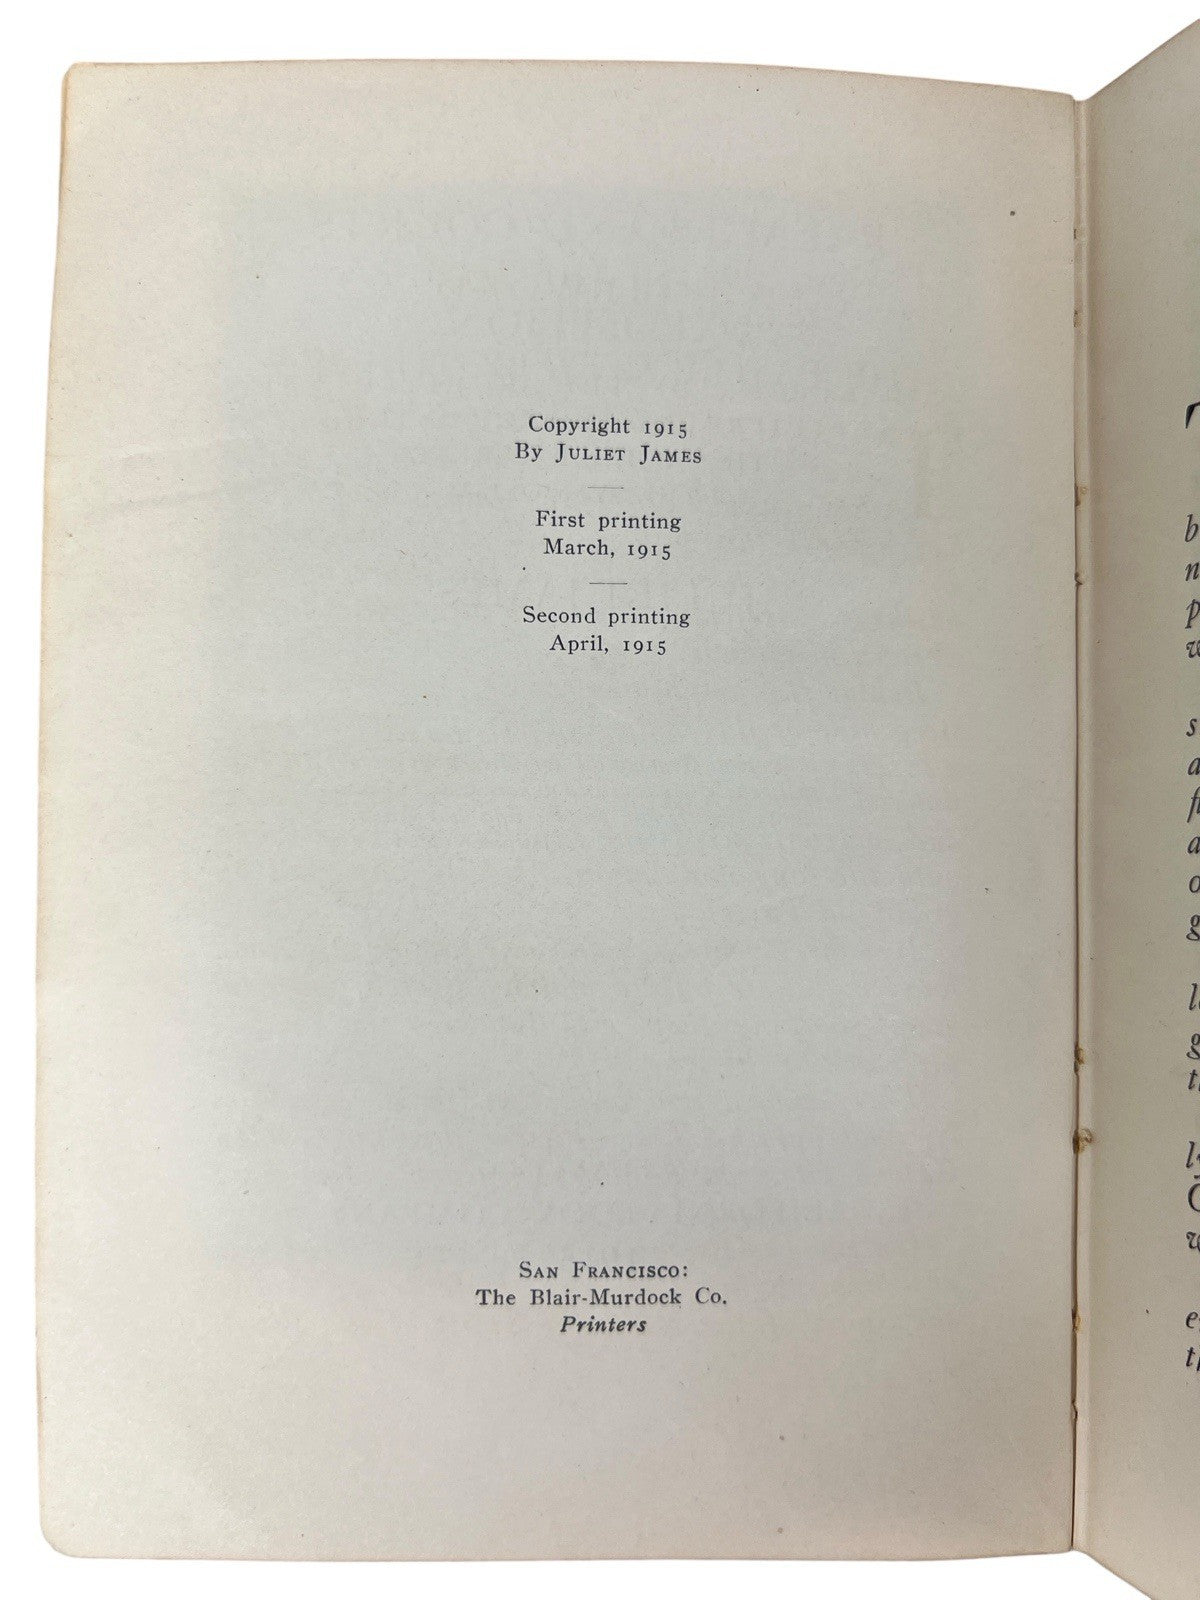 Copyright 1915
By Juliet James
First printing
March, 1915
Second printing
April, 1915
San Francisco:
The Blair-Murdock Co.
Printers